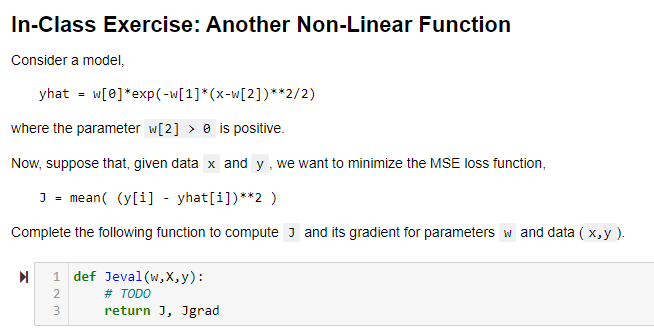 In-Class Exercise: Another Non-Linear Function
Consider a model,
yhat = w[0]*exp(-w[1]*(x-w[2])**2/2)
where the parameter w[2] > 0 is positive.
Now, suppose that, given data x and y , we want to minimize the MSE loss function,
J = mean( (y[i] - yhat[i])**2 )
Complete the following function to compute J and its gradient for parameters w and data ( x,y ).
1 def Jeval(w,X,y):
2     # TODO
3     return J, Jgrad